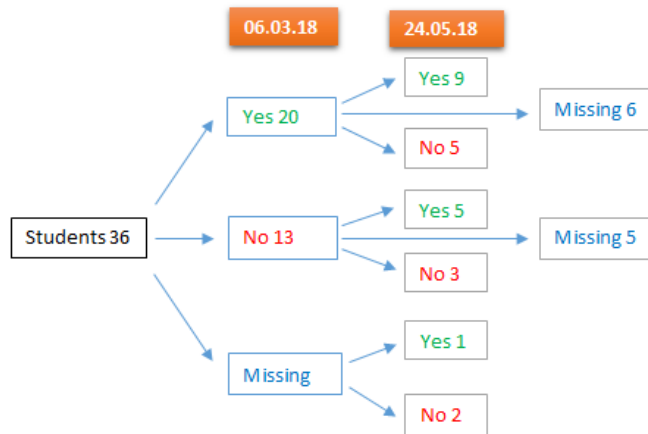 06.03.18
24.05.18
Yes 9
Yes 20
Missing 6
No 5
Yes 5
Students 36
No 13
Missing 5
No 3
Yes 1
Missing
No 2